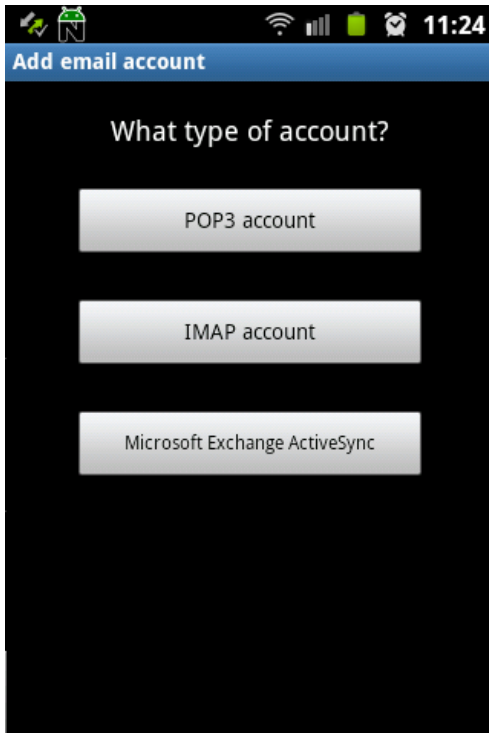 N
11:24
Add email account
What type of account?
POP3 account
IMAP account
Microsoft Exchange ActiveSync